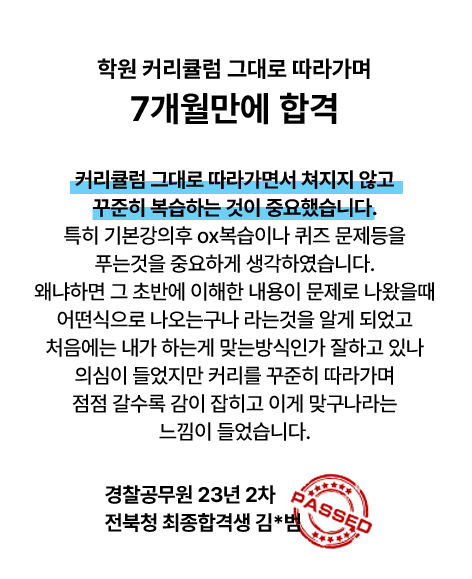 학원 커리큘럼 그대로 따라가며
7개월만에 합격
커리큘럼 그대로 따라가면서 쳐지지 않고
꾸준히 복습하는 것이 중요했습니다.
특히 기본강의후 ox복습이나 퀴즈 문제등을
푸는것을 중요하게 생각하였습니다.
왜냐하면 그 초반에 이해한 내용이 문제로 나왔을때
어떤식으로 나오는구나 라는것을 알게 되었고
처음에는 내가 하는게 맞는방식인가 잘하고 있나
의심이 들었지만 커리를 꾸준히 따라가며
점점 갈수록 감이 잡히고 이게 맞구나라는
느낌이 들었습니다.
경찰공무원 23년 2차
전북청 최종합격생 김*범
PASSED